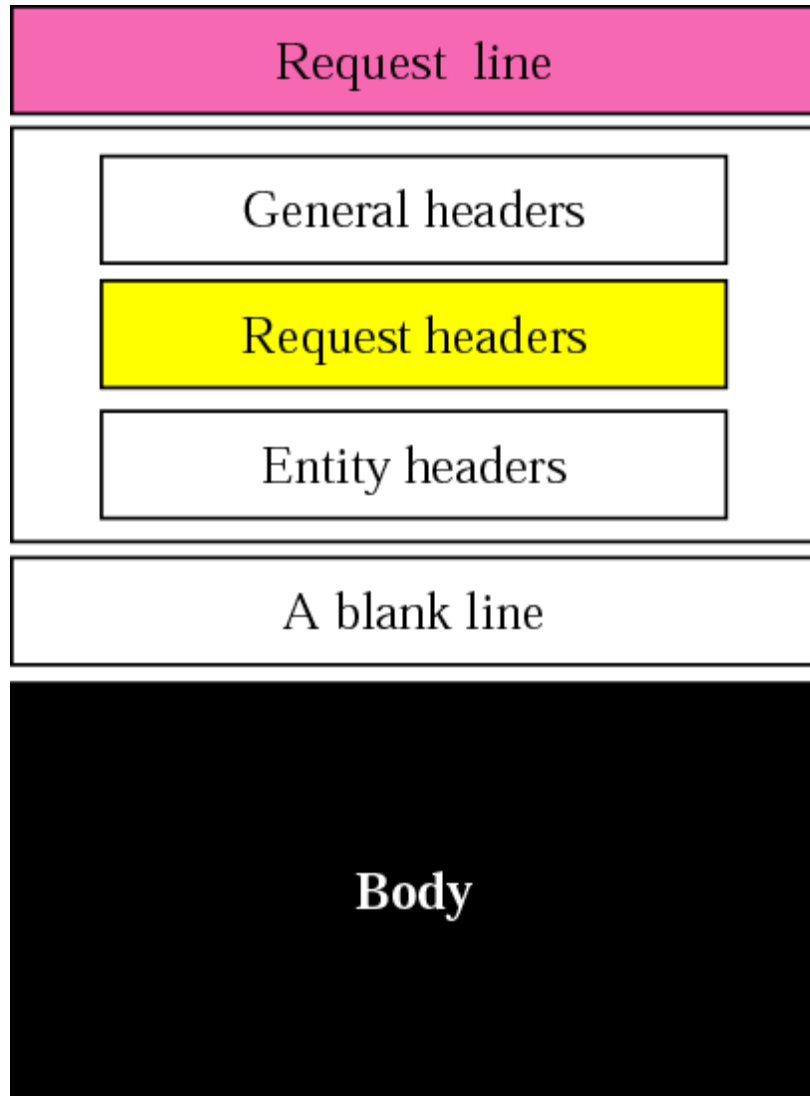 Request line
General headers
Request headers
Entity headers
A blank line
Body